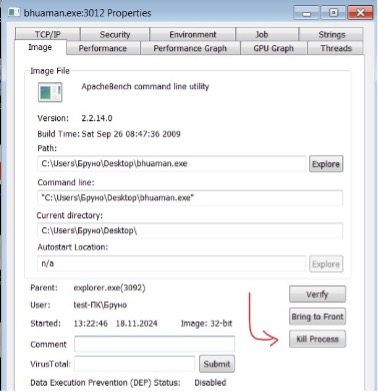 bhuaman.exe:3012 Properties
TCP/IP Security Environment Job Strings
Image Performance Performance Graph GPU Graph Threads
Image File
ApacheBench command line utility
Version: 2.2.14.0
Build Time: Sat Sep 26 08:47:36 2009
Path:
C:\Users\Бруно\Desktop\bhuaman.exe Explore
Command line:
"C:\Users\Бруно\Desktop\bhuaman.exe"
Current directory:
C:\Users\Бруно\Desktop\
Autostart Location:
n/a Explore
Parent: explorer.exe(3092) Verify
User: test-ПК\Бруно
Bring to Front
Started: 13:22:46 18.11.2024 Image: 32-bit
Kill Process
Comment
VirusTotal: Submit
Data Execution Prevention (DEP) Status: Disabled